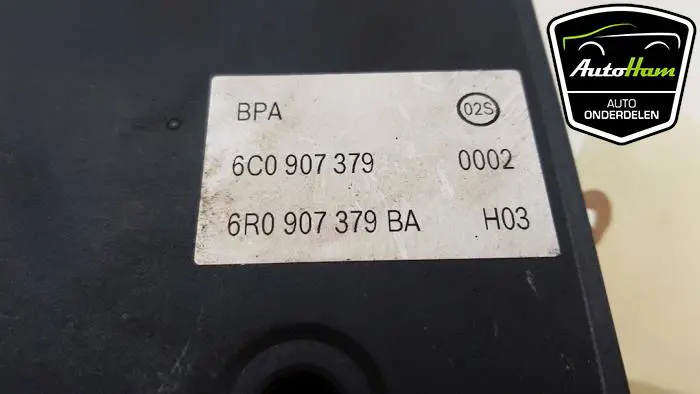 BPA 02S
6C0 907 379 0002
6R0 907 379 BA H03
AutoHam
AUTO
ONDERDELEN